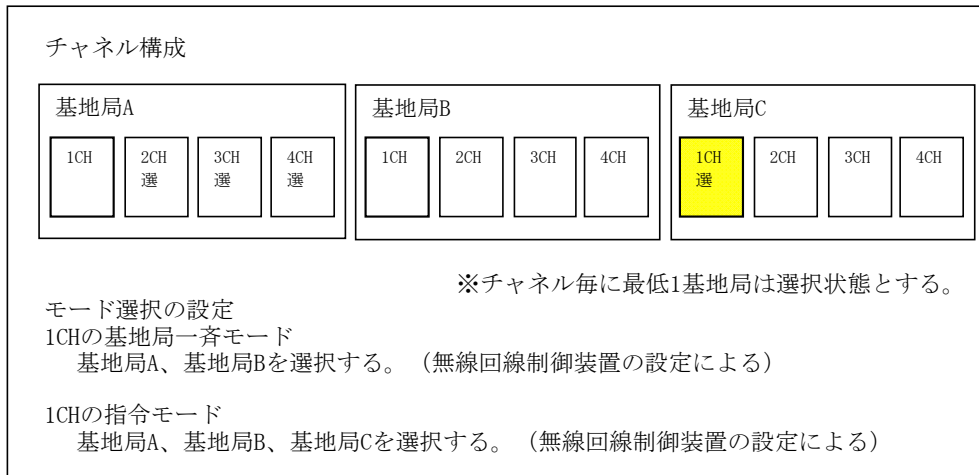 チャネル構成
基地局A
1CH
2CH
選
3CH
選
4CH
選
基地局B
1CH
2CH
3CH
4CH
基地局C
1CH
選
2CH
3CH
4CH
※チャネル毎に最低1基地局は選択状態とする。
モード選択の設定
1CHの基地局一斉モード
基地局A、基地局Bを選択する。（無線回線制御装置の設定による）
1CHの指令モード
基地局A、基地局B、基地局Cを選択する。（無線回線制御装置の設定による）